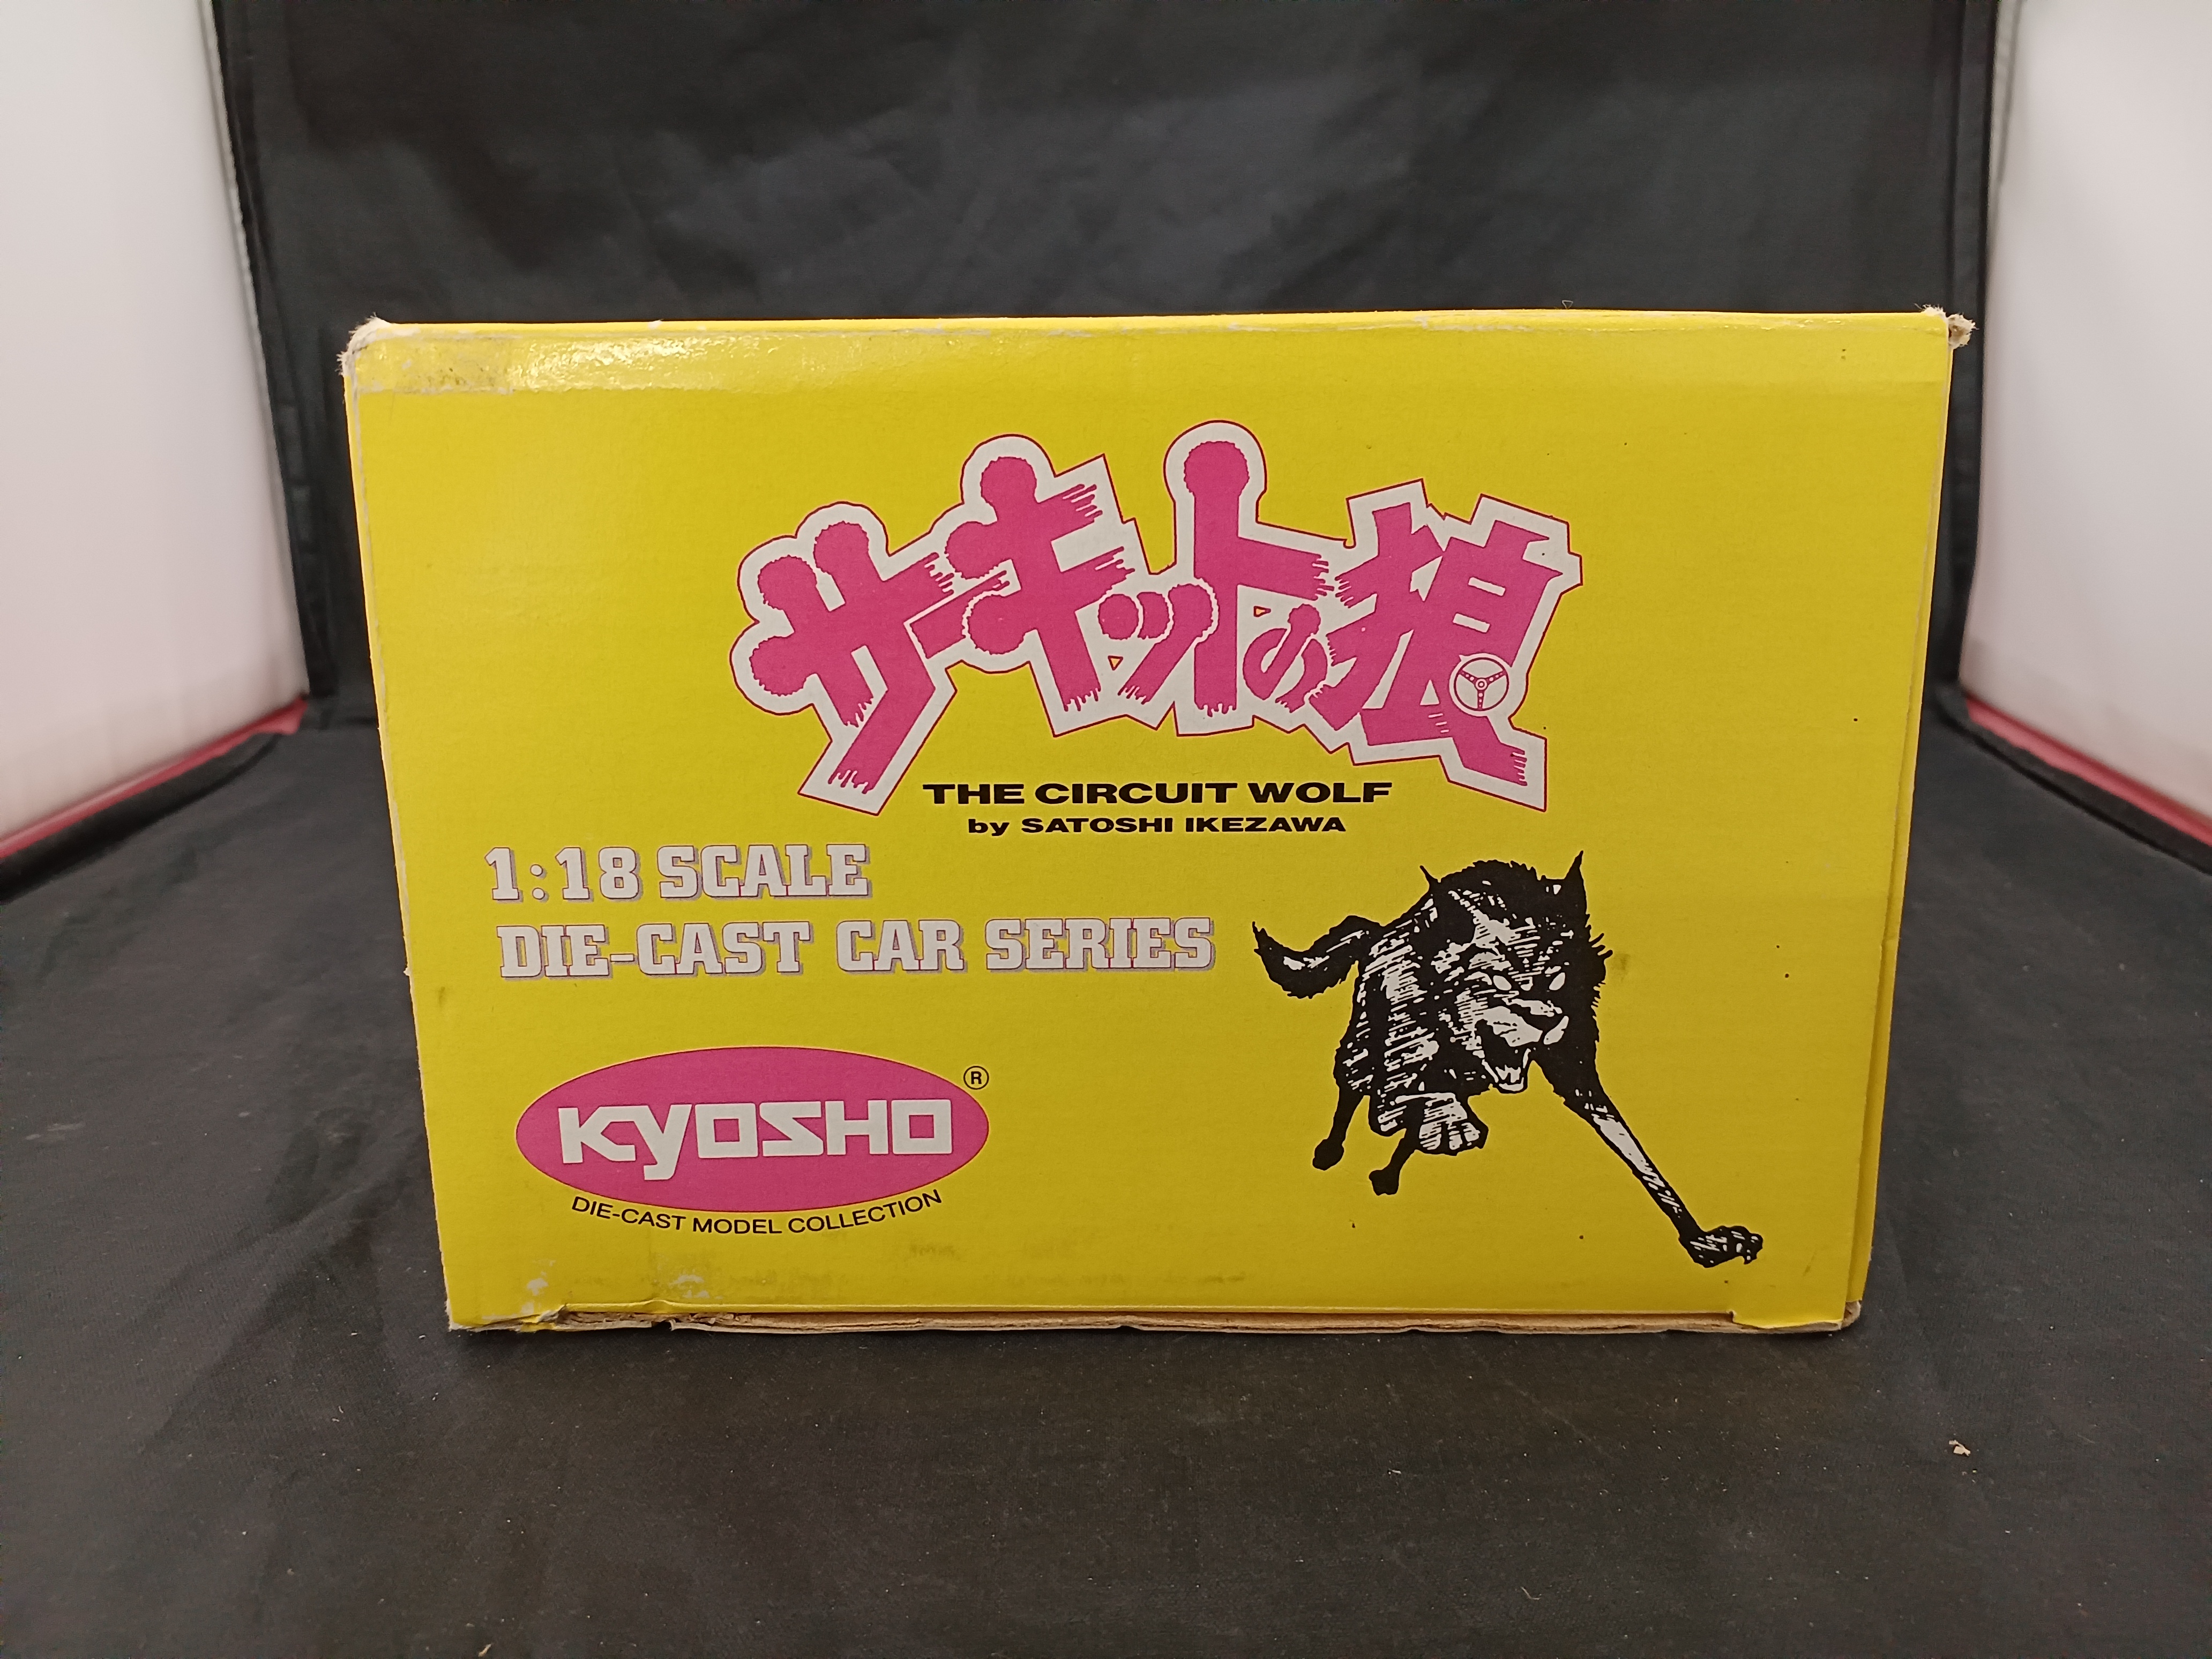 サーキットの狼
THE CIRCUIT WOLF
by SATOSHI IKEZAWA
1:18 SCALE
DIE-CAST CAR SERIES
KYOSHO ®
DIE-CAST MODEL COLLECTION